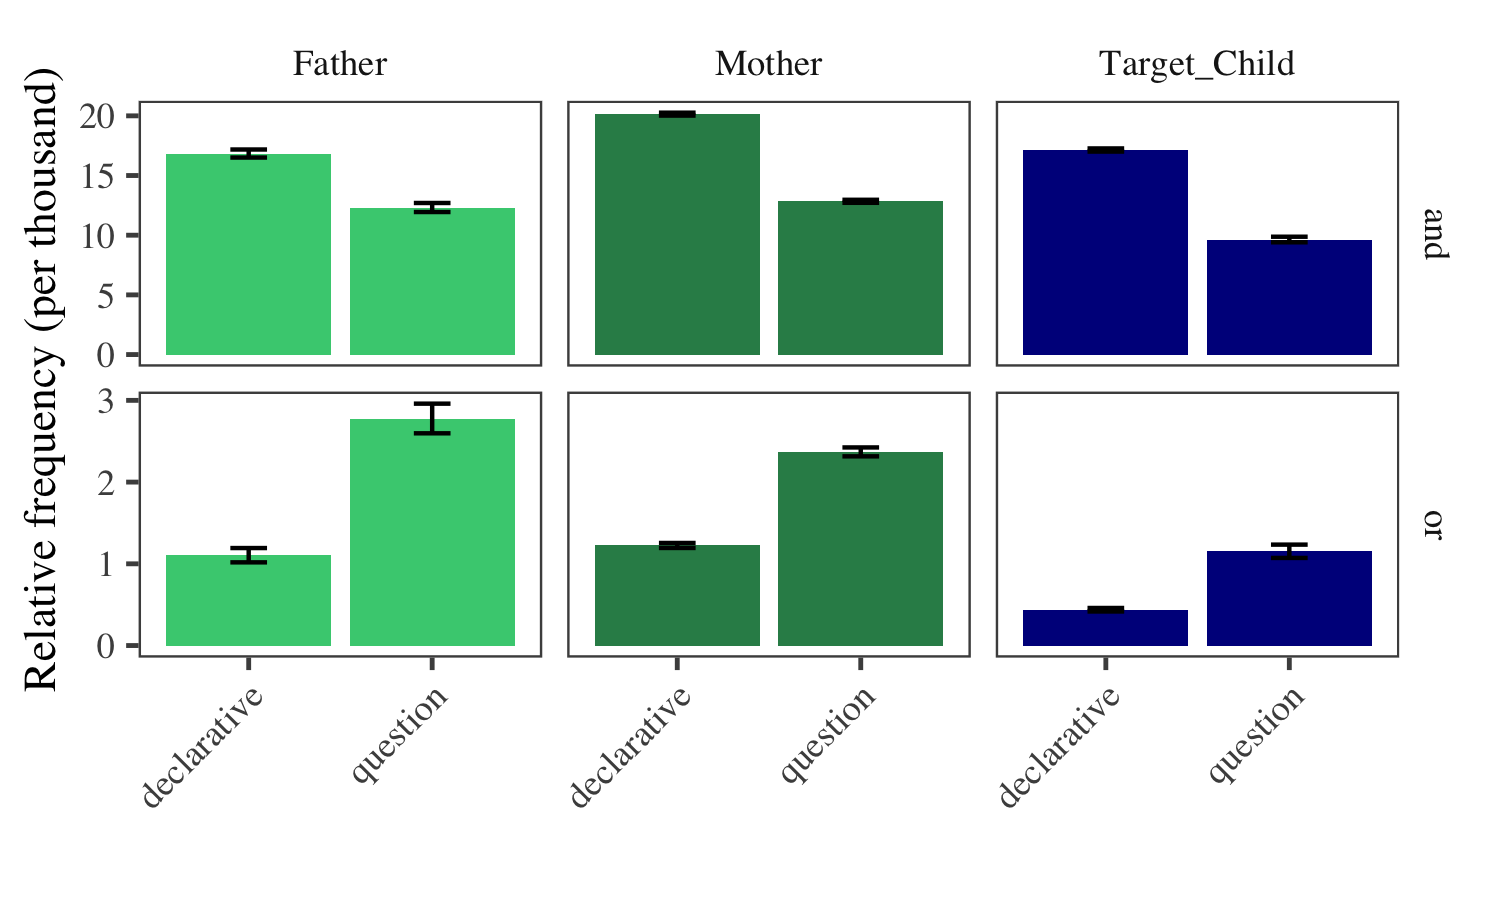 Father
Mother
Target_Child
Relative frequency (per thousand)
20
15
10
5
0
and
3
2
1
0
or
declarative
question
declarative
question
declarative
question